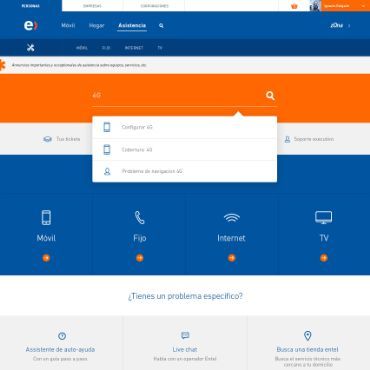 PERSONAS EMPRESAS CORPORACIONES
Móvil Hogar Asistencia zOne
MÓVIL FIJO INTERNET TV
Anuncios importantes y excepcionales de asistencia sobre equipos, servicios, etc.
4G
Configurar 4G
Cobertura 4G
Problema de navegación 4G
Tus tickets
Soporte executivo
Móvil Fijo Internet TV
¿Tienes un problema específico?
Asistente de auto-ayuda Live chat Busca una tienda entel
Con un guía paso a paso Habla con un operador Entel Busca el servicio técnico más
cercano a tu domicilio